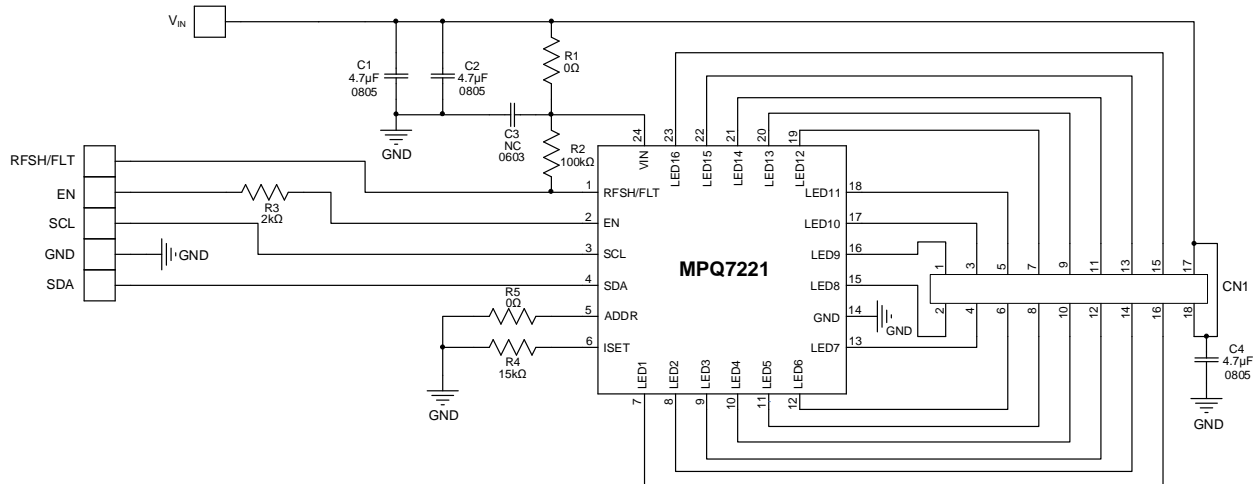 VIN
C1
4.7µF
0805
C2
4.7µF
0805
R1
0Ω
GND
C3
NC
0603
R2
100kΩ
RFSH/FLT
EN
SCL
GND
SDA
R3
2kΩ
GND
R5
0Ω
R4
15kΩ
GND
24
23
22
21
20
19
VIN
LED16
LED15
LED14
LED13
LED12
1
RFSH/FLT
2
EN
3
SCL
4
SDA
5
ADDR
6
ISET
MPQ7221
LED11
18
LED10
17
LED9
16
LED8
15
GND
14
GND
LED7
13
LED1
LED2
LED3
LED4
LED5
LED6
7
8
9
10
11
12
1
3
5
7
9
11
13
15
17
CN1
2
4
6
8
10
12
14
16
18
C4
4.7µF
0805
GND